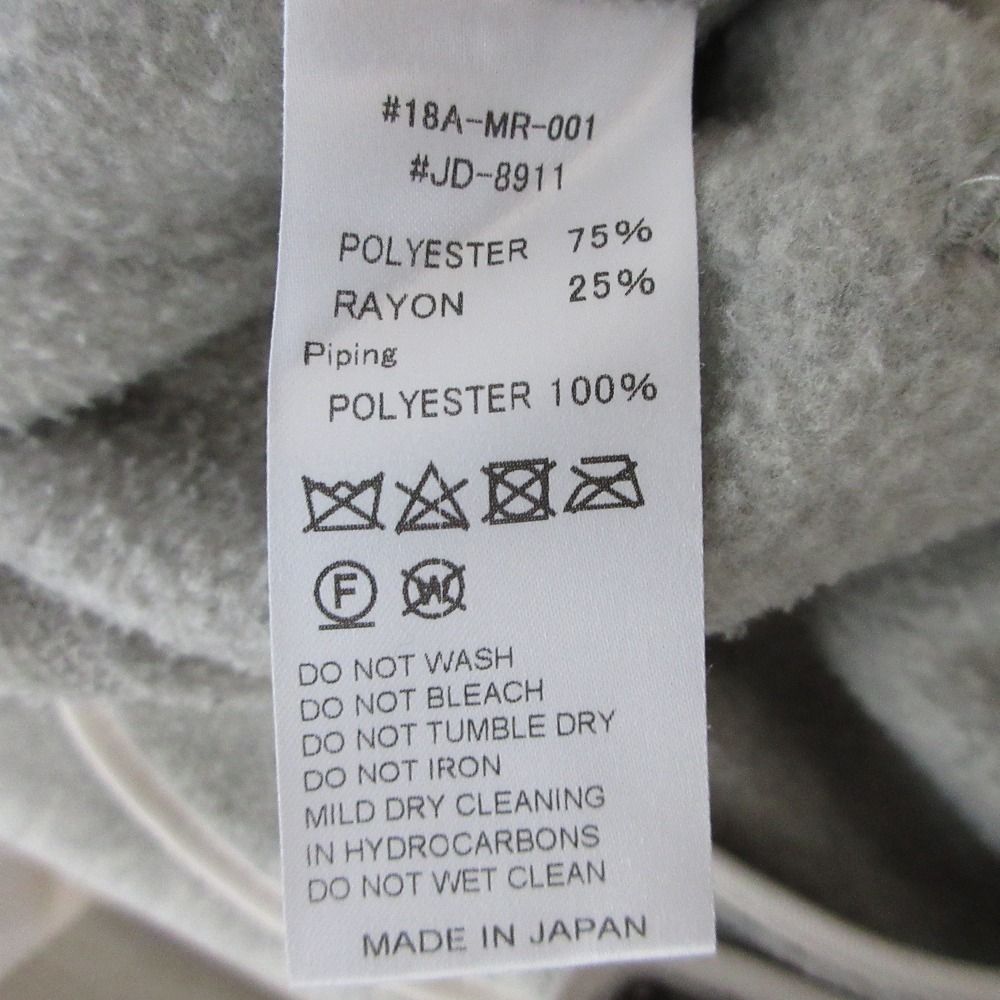 #18A-MR-001
#JD-8911
POLYESTER 75%
RAYON 25%
Piping
POLYESTER 100%
F W
DO NOT WASH
DO NOT BLEACH
DO NOT TUMBLE DRY
DO NOT IRON
MILD DRY CLEANING
IN HYDROCARBONS
DO NOT WET CLEAN
MADE IN JAPAN